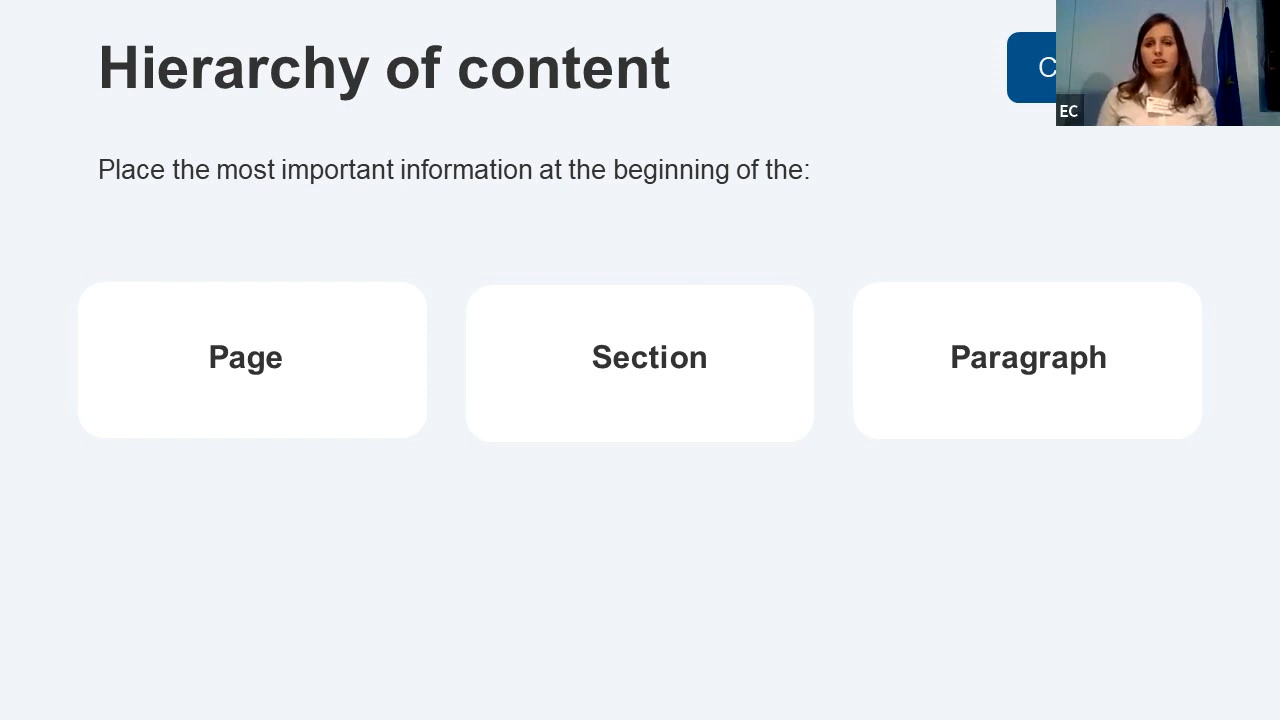 Hierarchy of content
C
EC
Place the most important information at the beginning of the:
Page
Section
Paragraph